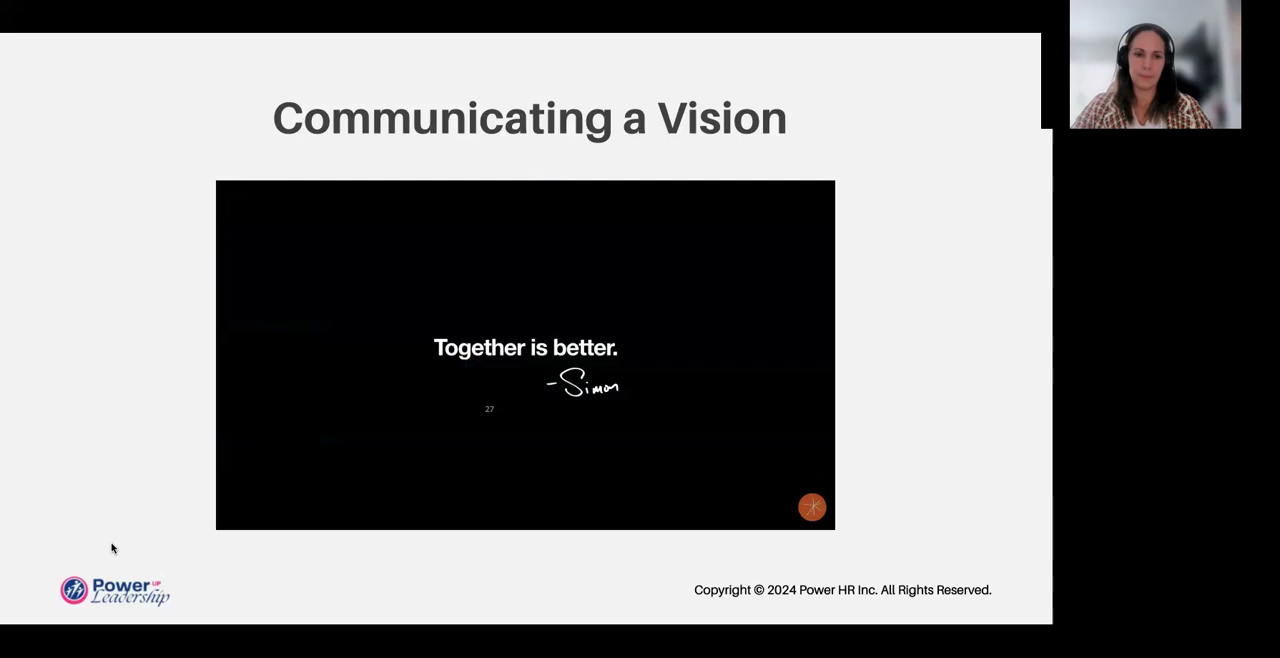 Communicating a Vision
Together is better.
-Simon
27
Power UP
Leadership
Copyright © 2024 Power HR Inc. All Rights Reserved.